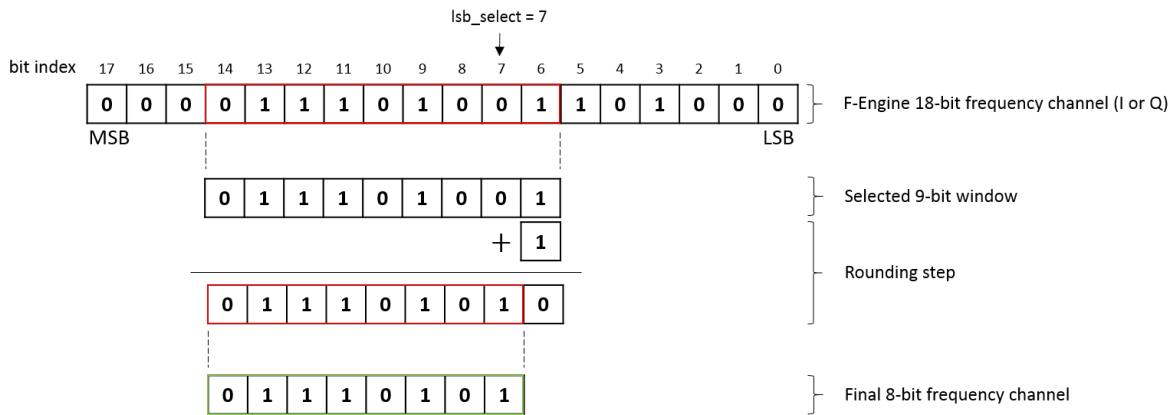 lsb_select = 7
bit index 17 16 15 14 13 12 11 10 9 8 7 6 5 4 3 2 1 0
0 0 0 0 1 1 1 0 1 0 0 1 1 0 1 0 0 0 F-Engine 18-bit frequency channel (I or Q)
MSB LSB
0 1 1 1 0 1 0 0 1 Selected 9-bit window
+ 1
Rounding step
0 1 1 1 0 1 0 1 0
0 1 1 1 0 1 0 1 Final 8-bit frequency channel